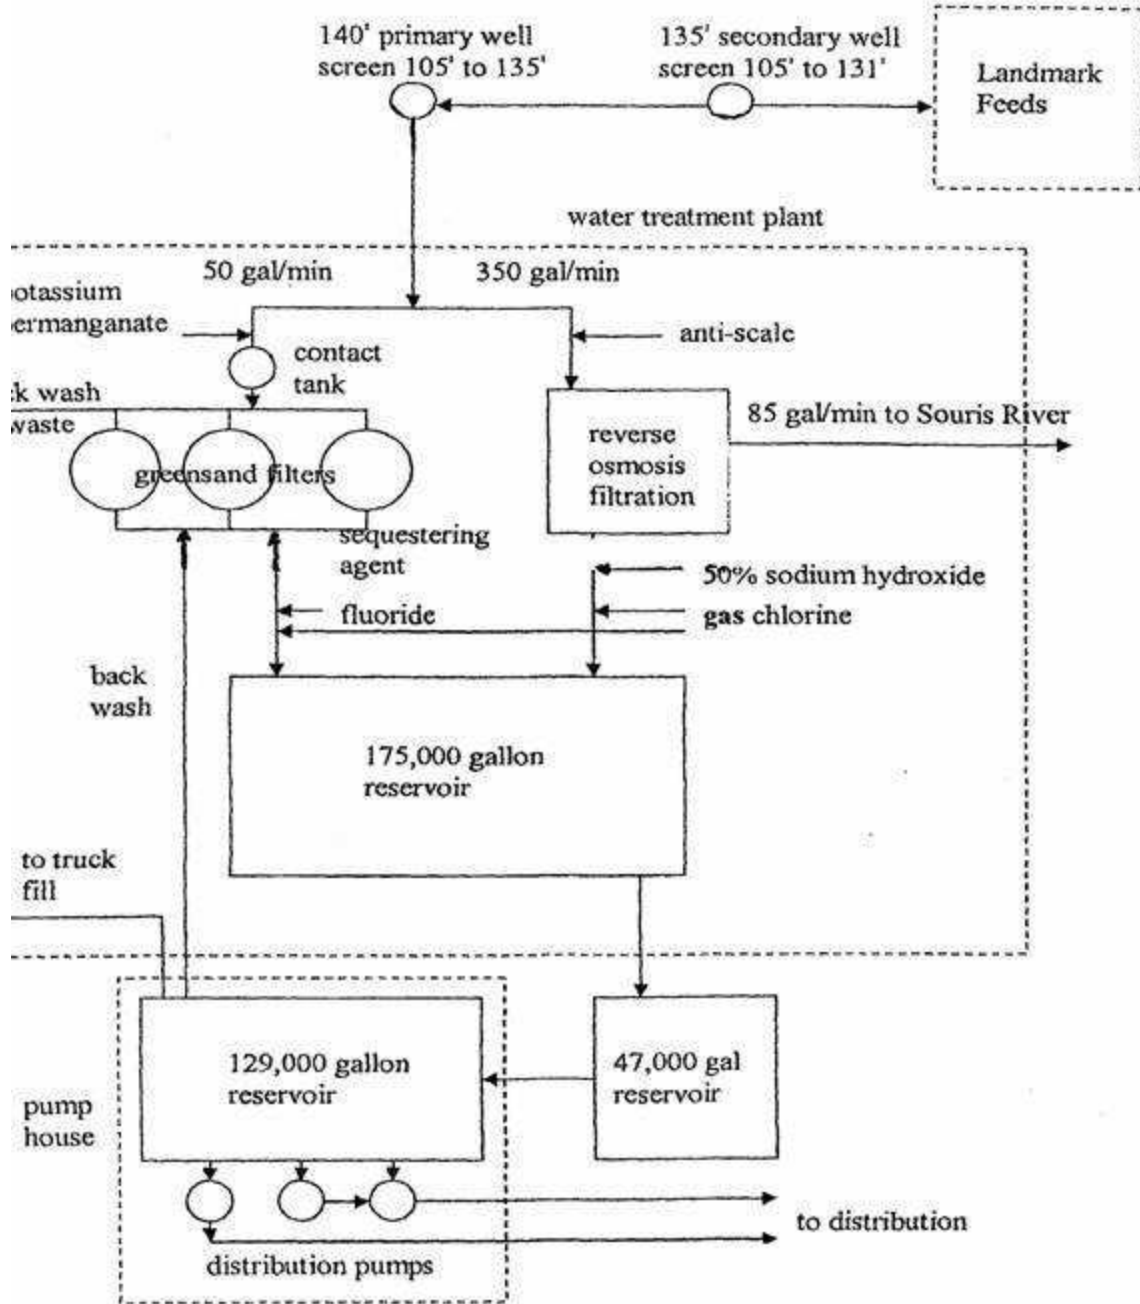 140' primary well
screen 105' to 135'
135' secondary well
screen 105' to 131'
Landmark
Feeds
water treatment plant
50 gal/min
350 gal/min
otassium
ermanganate
anti-scale
contact
tank
ck wash
waste
85 gal/min to Souris River
reverse
osmosis
filtration
greensand filters
sequestering
agent
50% sodium hydroxide
fluoride
gas chlorine
back
wash
175,000 gallon
reservoir
to truck
fill
129,000 gallon
reservoir
47,000 gal
reservoir
pump
house
to distribution
distribution pumps